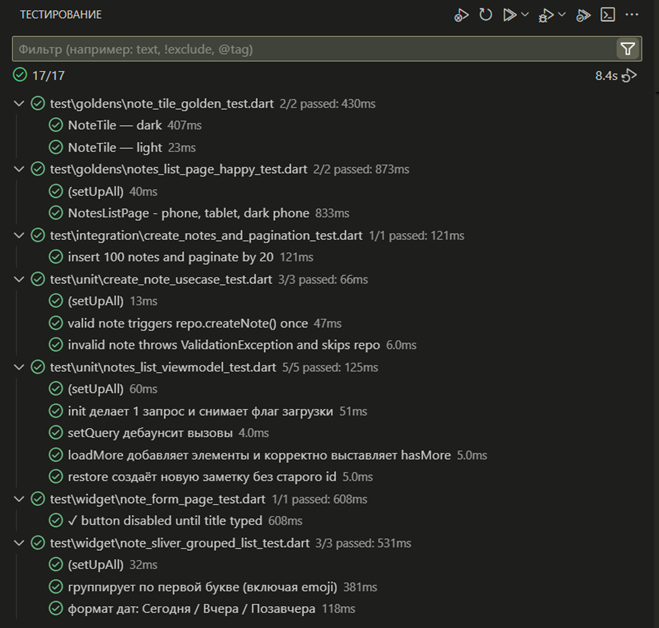 ТЕСТИРОВАНИЕ
Фильтр (например: text, !exclude, @tag)
17/17 8.4s
test\goldens\note_tile_golden_test.dart 2/2 passed: 430ms
NoteTile — dark 407ms
NoteTile — light 23ms
test\goldens\notes_list_page_happy_test.dart 2/2 passed: 873ms
(setUpAll) 40ms
NotesListPage - phone, tablet, dark phone 833ms
test\integration\create_notes_and_pagination_test.dart 1/1 passed: 121ms
insert 100 notes and paginate by 20 121ms
test\unit\create_note_usecase_test.dart 3/3 passed: 66ms
(setUpAll) 13ms
valid note triggers repo.createNote() once 47ms
invalid note throws ValidationException and skips repo 6.0ms
test\unit\notes_list_viewmodel_test.dart 5/5 passed: 125ms
(setUpAll) 60ms
init делает 1 запрос и снимает флаг загрузки 51ms
setQuery дебаунсит вызовы 4.0ms
loadMore добавляет элементы и корректно выставляет hasMore 5.0ms
restore создаёт новую заметку без старого id 5.0ms
test\widget\note_form_page_test.dart 1/1 passed: 608ms
✓ button disabled until title typed 608ms
test\widget\note_sliver_grouped_list_test.dart 3/3 passed: 531ms
(setUpAll) 32ms
группирует по первой букве (включая emoji) 381ms
формат дат: Сегодня / Вчера / Позавчера 118ms